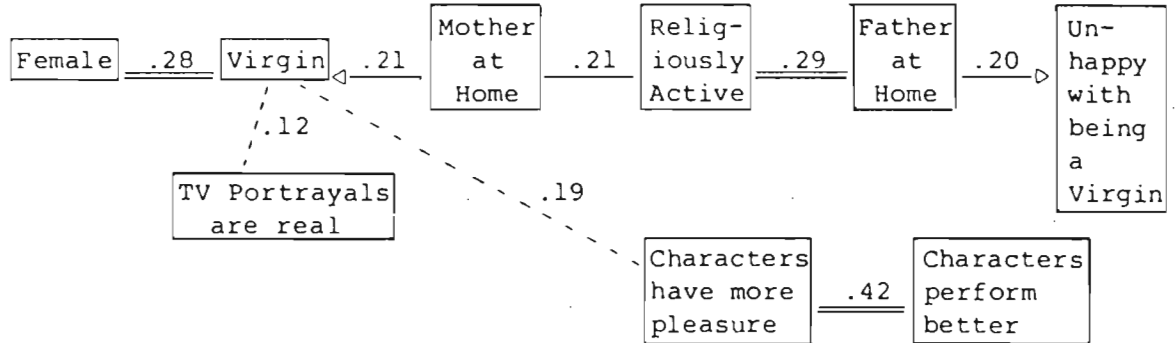 Female
.28
Virgin
.21
Mother
at
Home
.21
Relig-
iously
Active
.29
Father
at
Home
.20
Un-
happy
with
being
a
Virgin
.12
TV Portrayals
are real
.19
Characters
have more
pleasure
.42
Characters
perform
better